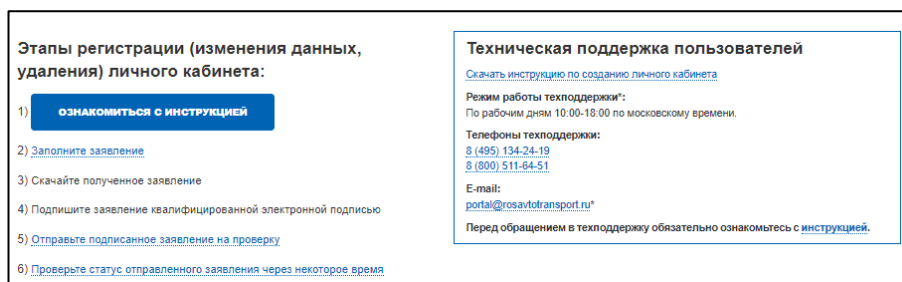 Этапы регистрации (изменения данных,
удаления) личного кабинета:
1) ОЗНАКОМИТЬСЯ С ИНСТРУКЦИЕЙ
2) Заполните заявление
3) Скачайте полученное заявление
4) Подпишите заявление квалифицированной электронной подписью
5) Отправьте подписанное заявление на проверку
6) Проверьте статус отправленного заявления через некоторое время
Техническая поддержка пользователей
Скачать инструкцию по созданию личного кабинета
Режим работы техподдержки*:
По рабочим дням 10:00-18:00 по московскому времени.
Телефоны техподдержки:
8 (495) 134-24-19
8 (800) 511-64-51
E-mail:
portal@rosavtotransport.ru*
Перед обращением в техподдержку обязательно ознакомьтесь с инструкцией.